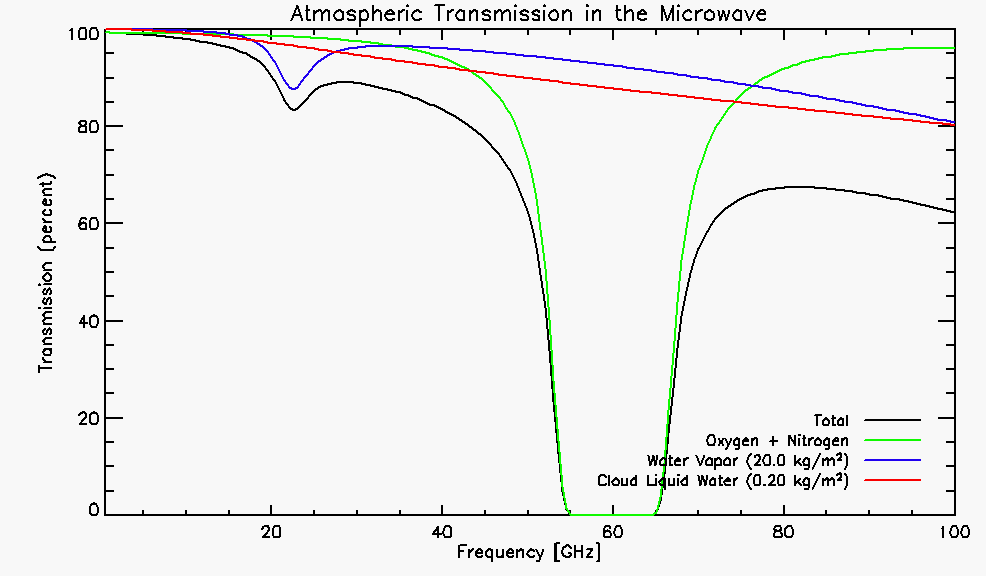 Atmospheric Transmission in the Microwave
100
80
60
40
20
0
Transmission (percent)
Total
Oxygen + Nitrogen
Water Vapor (20.0 kg/m²)
Cloud Liquid Water (0.20 kg/m²)
20 40 60 80 100
Frequency [GHz]